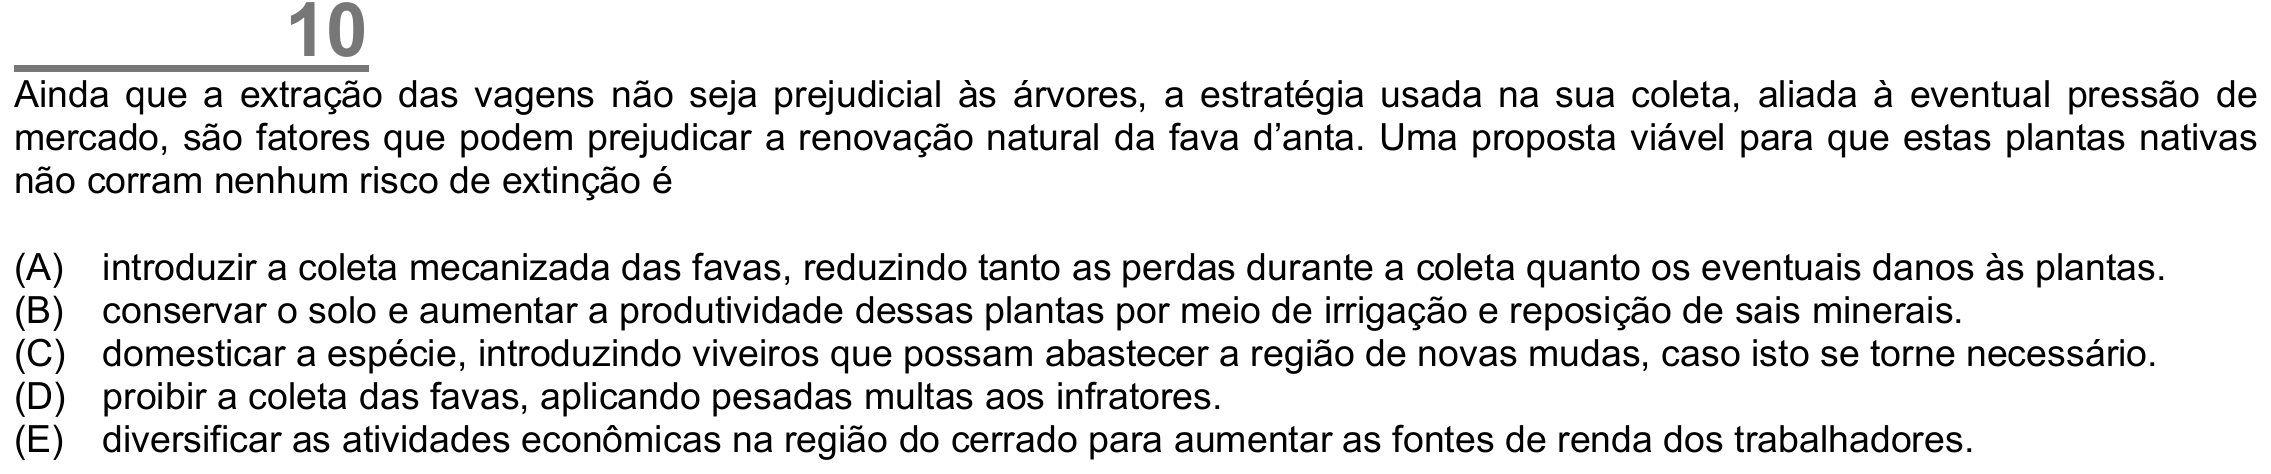 10
Ainda que a extração das vagens não seja prejudicial às árvores, a estratégia usada na sua coleta, aliada à eventual pressão de
mercado, são fatores que podem prejudicar a renovação natural da fava d’anta. Uma proposta viável para que estas plantas nativas
não corram nenhum risco de extinção é
(A) introduzir a coleta mecanizada das favas, reduzindo tanto as perdas durante a coleta quanto os eventuais danos às plantas.
(B) conservar o solo e aumentar a produtividade dessas plantas por meio de irrigação e reposição de sais minerais.
(C) domesticar a espécie, introduzindo viveiros que possam abastecer a região de novas mudas, caso isto se torne necessário.
(D) proibir a coleta das favas, aplicando pesadas multas aos infratores.
(E) diversificar as atividades econômicas na região do cerrado para aumentar as fontes de renda dos trabalhadores.